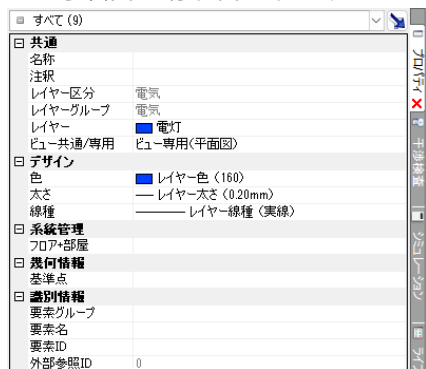 すべて (9)
共通
名称
注釈
レイヤー区分 電気
レイヤーグループ 電気
レイヤー 電灯
ビュー共通/専用 ビュー専用(平面図)
デザイン
色 レイヤー色 (160)
太さ レイヤー太さ (0.20mm)
線種 レイヤー線種 (実線)
系統管理
フロア+部屋
幾何情報
基準点
識別情報
要素グループ
要素名
要素ID
外部参照ID 0
プロパティ
干渉検査
シミュレーション